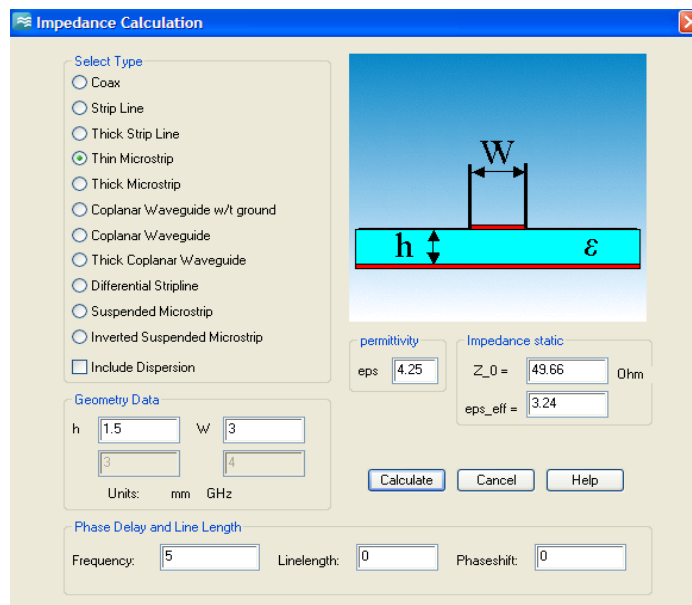 Impedance Calculation
Select Type
Coax
Strip Line
Thick Strip Line
Thin Microstrip
Thick Microstrip
Coplanar Waveguide w/t ground
Coplanar Waveguide
Thick Coplanar Waveguide
Differential Stripline
Suspended Microstrip
Inverted Suspended Microstrip
Include Dispersion
W
h
ε
permittivity
eps 4.25
Impedance static
Z_0 = 49.66 Ohm
eps_eff = 3.24
Geometry Data
h 1.5 W 3
3 4
Units: mm GHz
Calculate Cancel Help
Phase Delay and Line Length
Frequency: 5 Linelength: 0 Phaseshift: 0